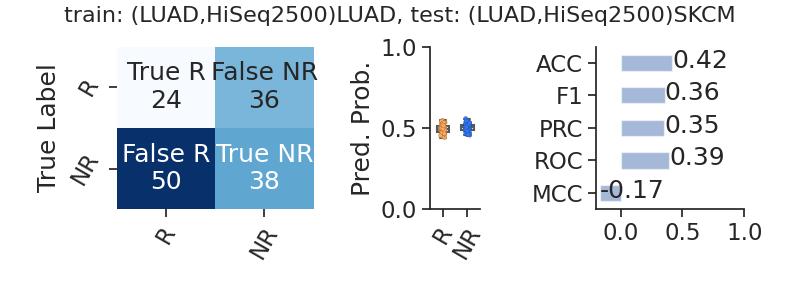 train: (LUAD,HiSeq2500)LUAD, test: (LUAD,HiSeq2500)SKCM
True Label
R
NR
True R
24
False NR
36
False R
50
True NR
38
R
NR
Pred. Prob.
1.0
0.5
0.0
R
NR
ACC
0.42
F1
0.36
PRC
0.35
ROC
0.39
MCC
-0.17
0.0
0.5
1.0